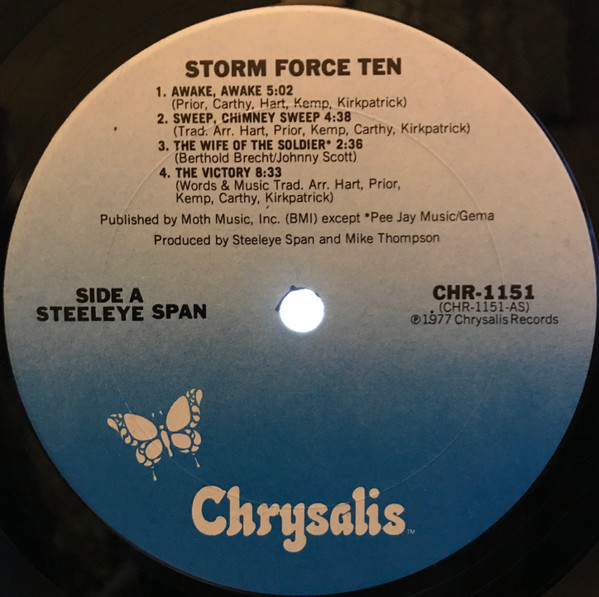 STORM FORCE TEN
1. AWAKE, AWAKE 5:02
(Prior, Carthy, Hart, Kemp, Kirkpatrick)
2. SWEEP, CHIMNEY SWEEP 4:38
(Trad. Arr. Hart, Prior, Kemp, Carthy, Kirkpatrick)
3. THE WIFE OF THE SOLDIER* 2:36
(Berthold Brecht/Johnny Scott)
4. THE VICTORY 8:33
(Words & Music Trad. Arr. Hart, Prior,
Kemp, Carthy, Kirkpatrick)
Published by Moth Music, Inc. (BMI) except *Pee Jay Music/Gema
Produced by Steeleye Span and Mike Thompson
SIDE A
STEELEYE SPAN
CHR-1151
(CHR-1151-AS)
℗1977 Chrysalis Records
Chrysalis™